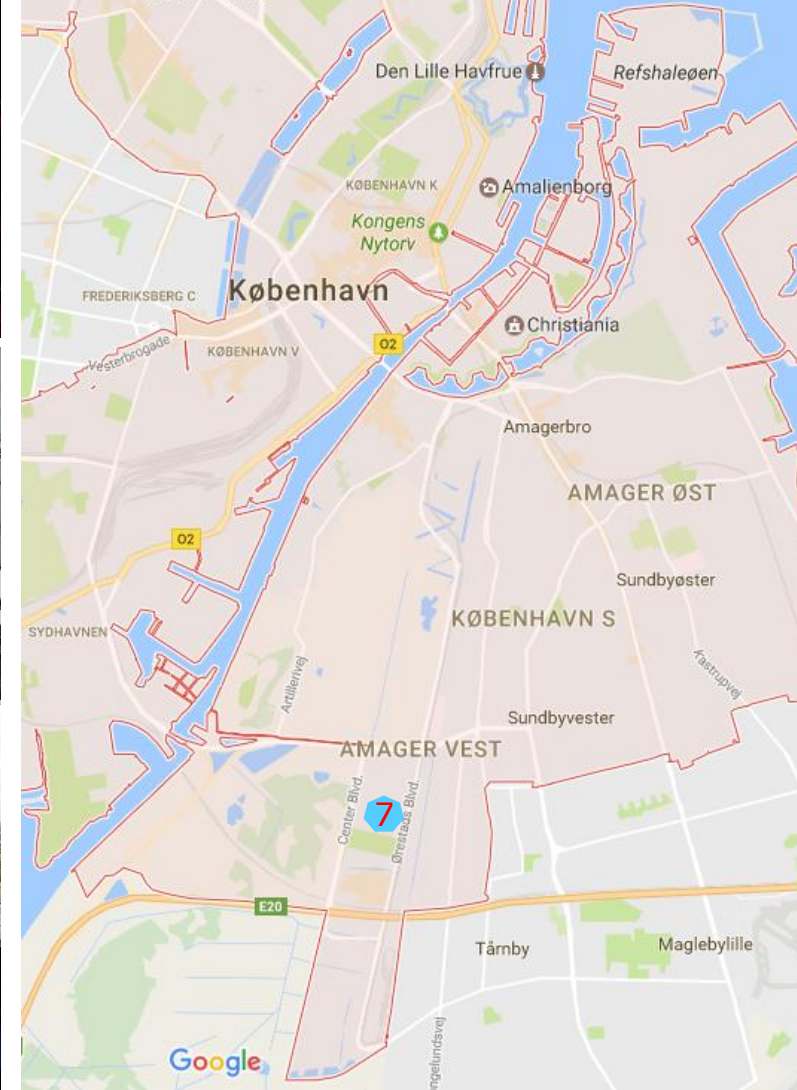 Den Lille Havfrue
Refshaleøen
KØBENHAVN K
Amalienborg
Kongens
Nytorv
København
FREDERIKSBERG C
Christiania
O2
Vesterbrogade
KØBENHAVN V
Amagerbro
AMAGER ØST
O2
Sundbyøster
KØBENHAVN S
SYDHAVNEN
Artillerivej
Kastrupvej
Sundbyvester
AMAGER VEST
Center Blvd.
7
Ørestads Blvd.
E20
Tårnby
Maglebylille
Google